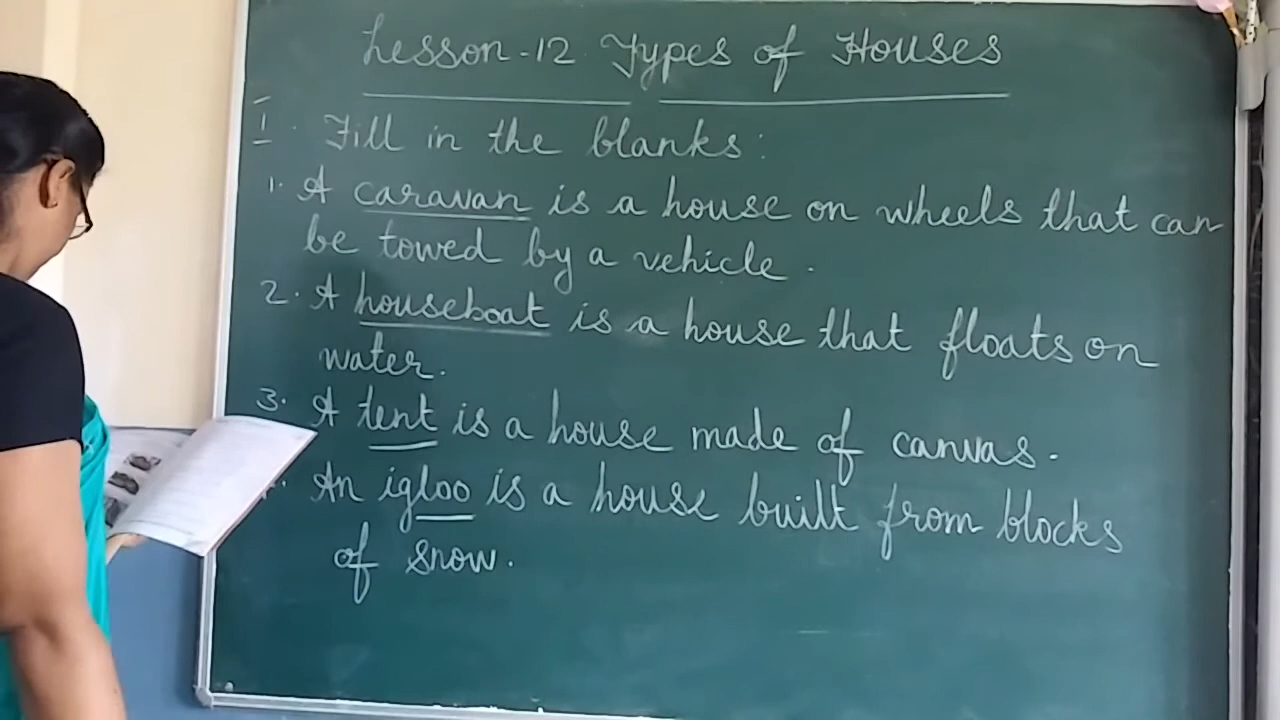 Lesson-12 Types of Houses
I. Fill in the blanks:
1. A caravan is a house on wheels that can
be towed by a vehicle.
2. A houseboat is a house that floats on
water.
3. A tent is a house made of canvas.
An igloo is a house built from blocks
of snow.